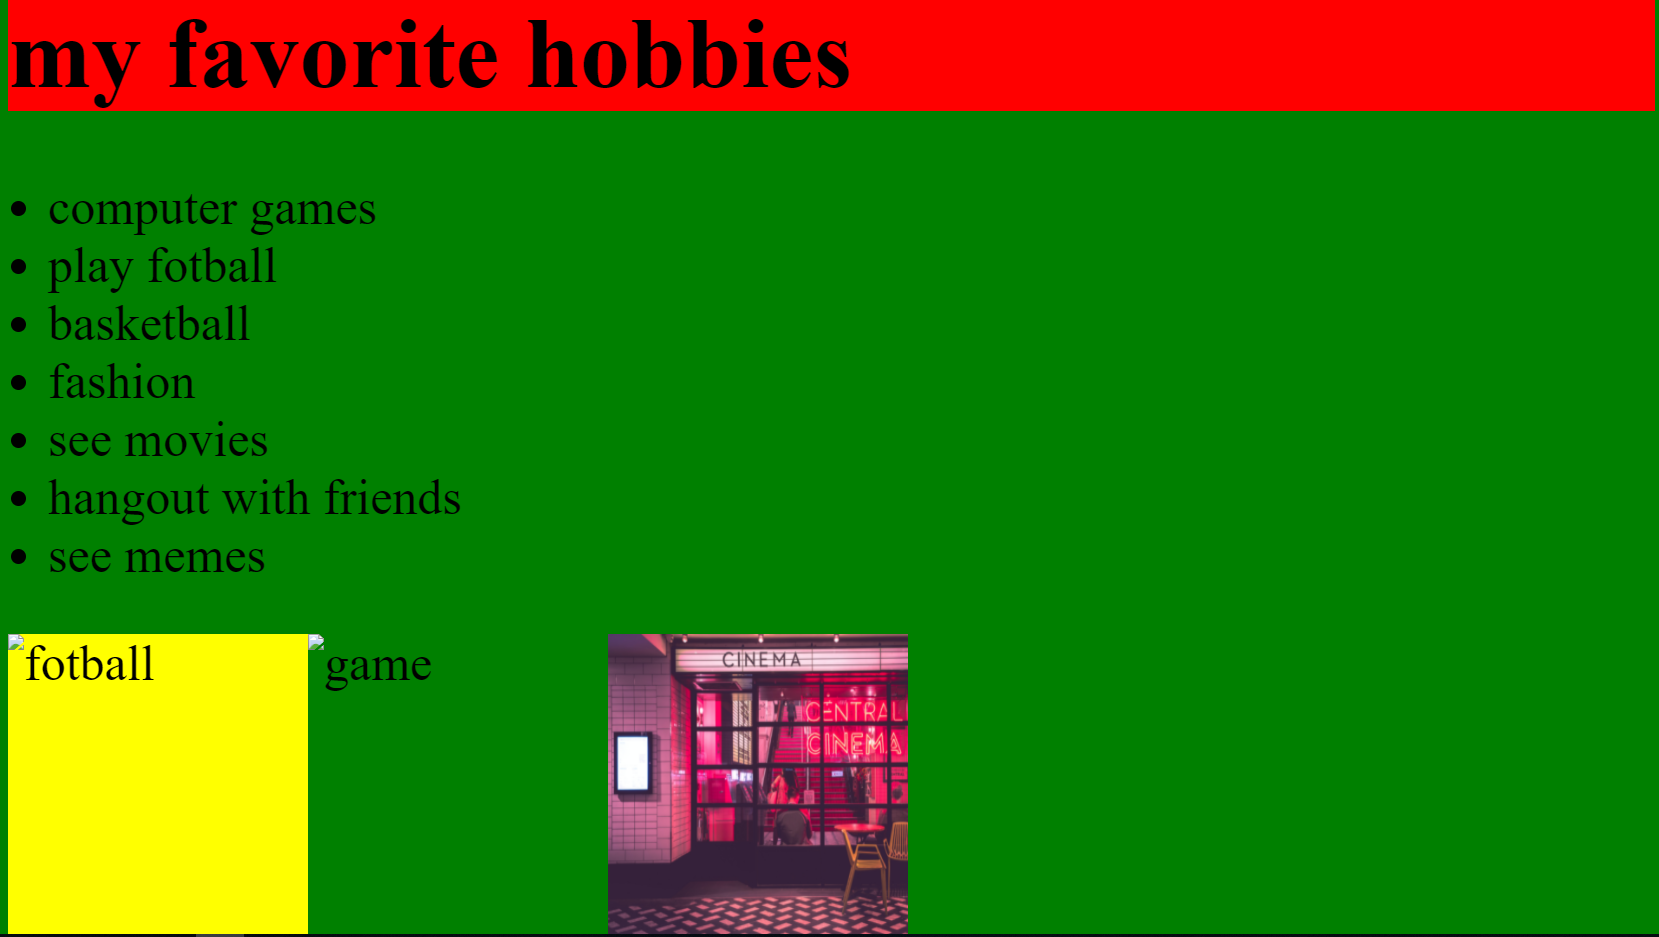 my favorite hobbies
computer games
play fotball
basketball
fashion
see movies
hangout with friends
see memes
fotball game
CINEMA
CENTRAL
CINEMA